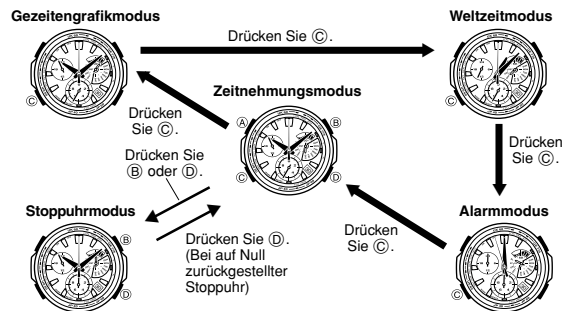 Gezeitengrafikmodus
Weltzeitmodus
Drücken Sie Ⓒ.
Zeitnehmungsmodus
Ⓒ
Ⓒ
Drücken
Sie Ⓒ.
Ⓐ
Ⓑ
Drücken
Sie Ⓒ.
Drücken Sie
Ⓑ oder Ⓓ.
Ⓒ
Ⓓ
Stoppuhrmodus
Alarmmodus
Drücken Sie Ⓓ.
(Bei auf Null
zurückgestellter
Stoppuhr)
Drücken
Sie Ⓒ.
Ⓑ
Ⓓ
Ⓒ